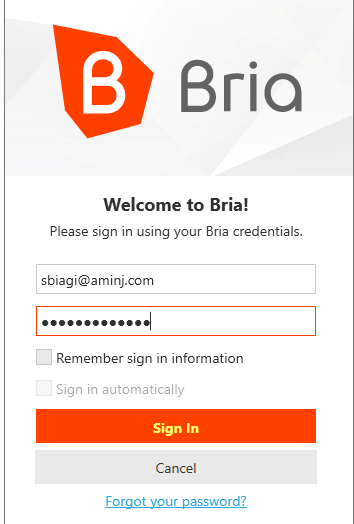 B Bria
Welcome to Bria!
Please sign in using your Bria credentials.
sbiagi@aminj.com
●●●●●●●●●●●●●
Remember sign in information
Sign in automatically
Sign In
Cancel
Forgot your password?